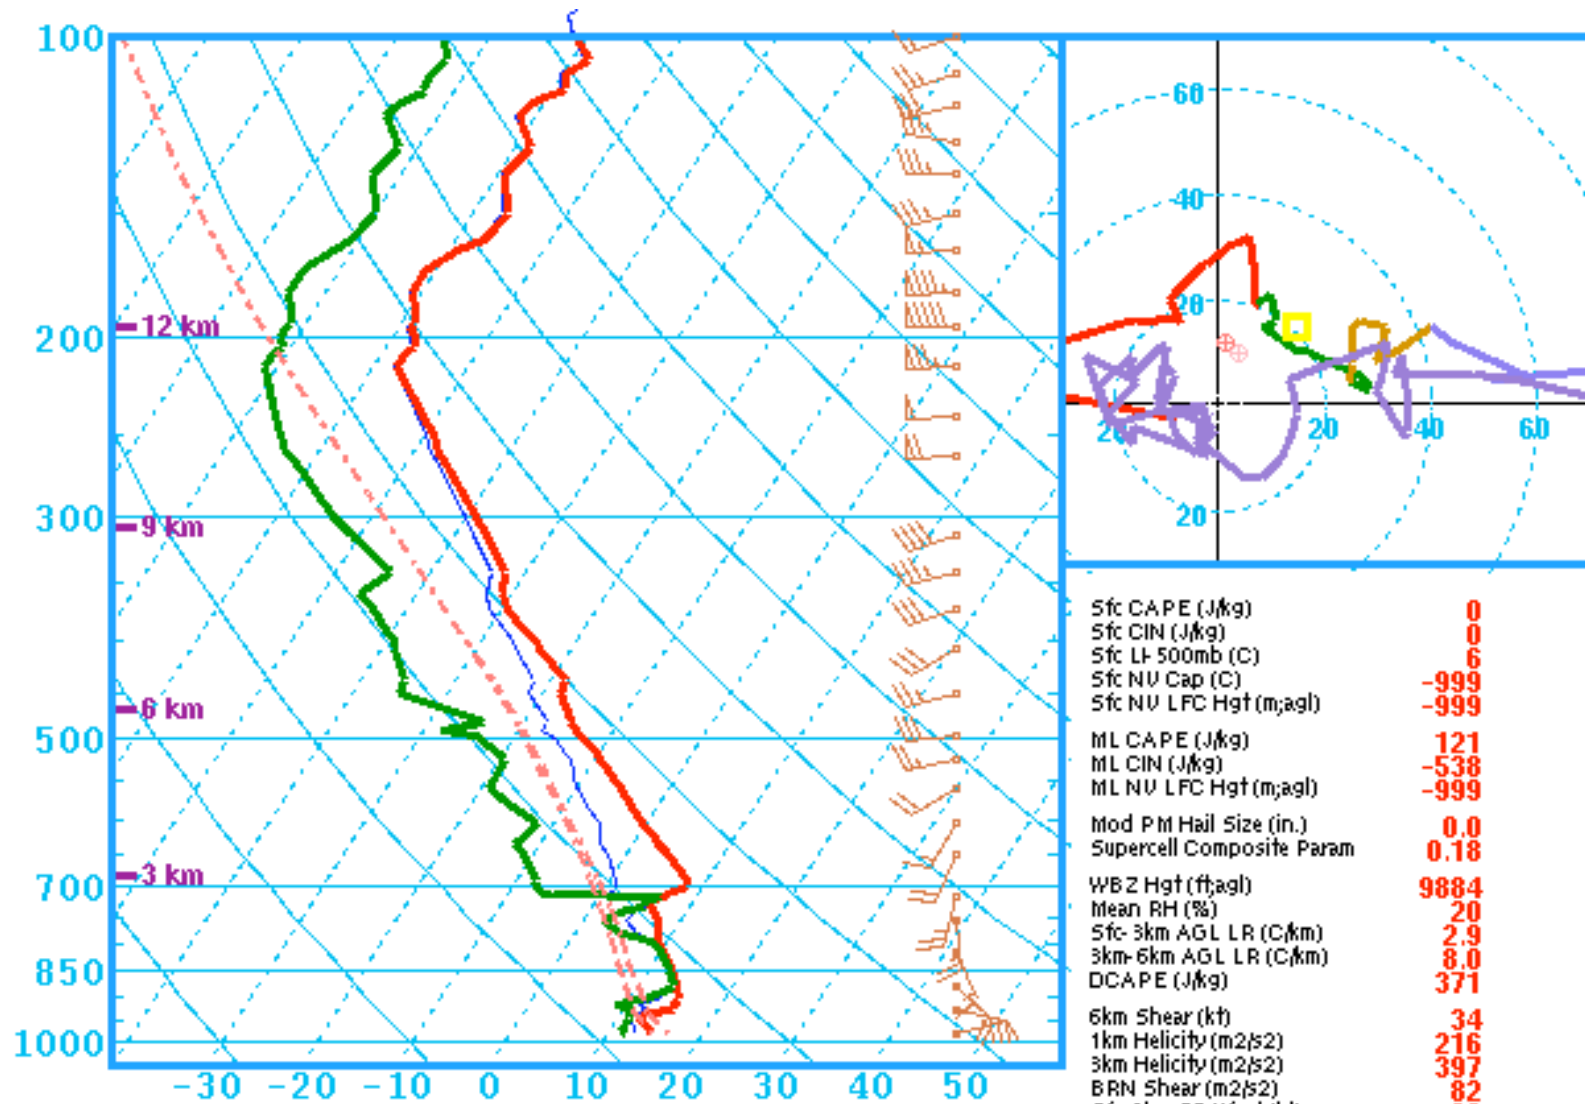 100
12 km
200
9 km
300
6 km
500
3 km
700
850
1000
-30 -20 -10 0 10 20 30 40 50
60
40
20
20 20 40 60
20
Sfc CAPE (J/kg) 0
Sfc CIN (J/kg) 0
Sfc LI-500mb (C) 6
Sfc NV Cap (C) -999
Sfc NV LFC Hgt (m;agl) -999
ML CAPE (J/kg) 121
ML CIN (J/kg) -538
ML NV LFC Hgt (m;agl) -999
Mod PM Hail Size (in.) 0.0
Supercell Composite Param 0.18
WBZ Hgt (ft;agl) 9884
Mean RH (%) 20
Sfc-3km AGL LR (C/km) 2.9
3km-6km AGL LR (C/km) 8.0
DCAPE (J/kg) 371
6km Shear (kt) 34
1km Helicity (m2/s2) 216
3km Helicity (m2/s2) 397
BRN Shear (m2/s2) 82